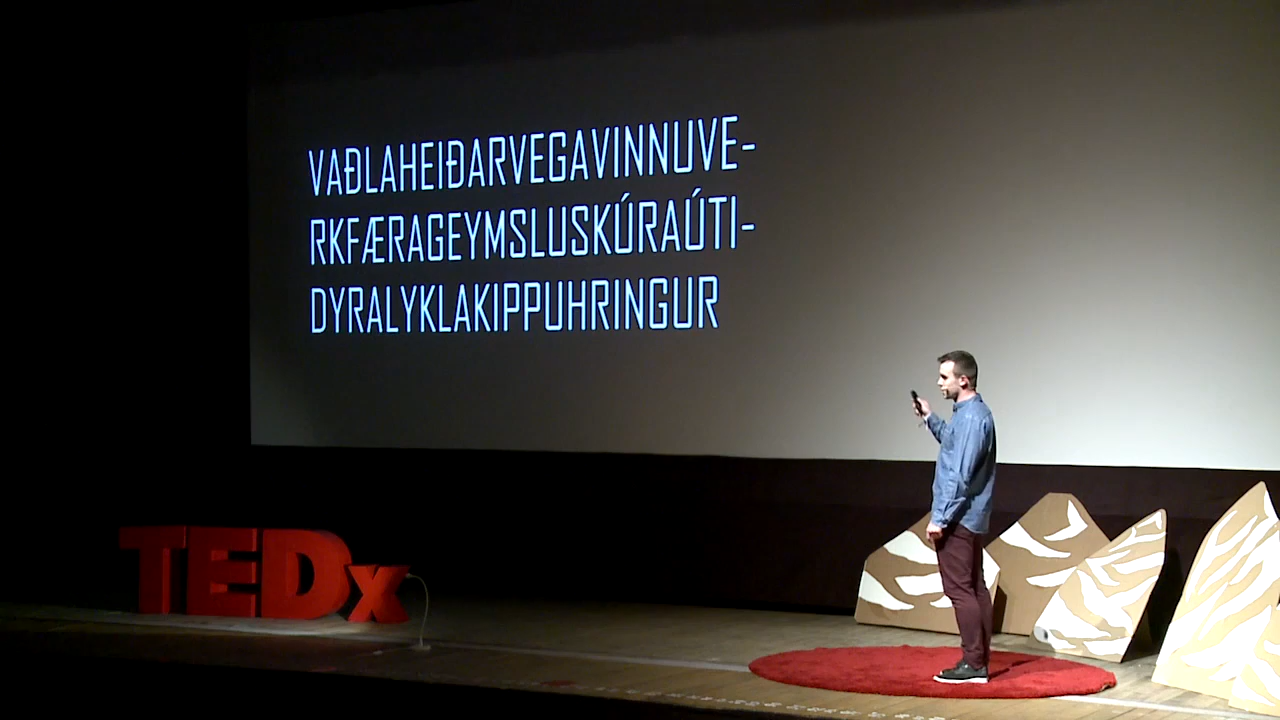 VAÐLAHEIÐARVEGAVINNUVE-
RKFÆRAGEYMSLUSKÚRAÚTI-
DYRALYKLAKIPPUHRINGUR
TEDx